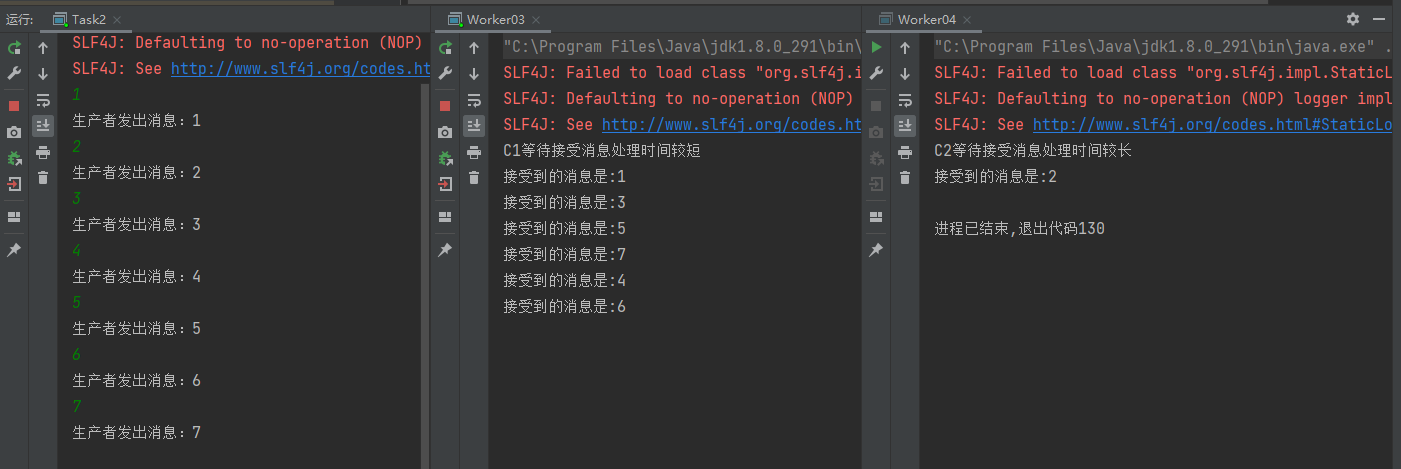 运行:
Task2
SLF4J: Defaulting to no-operation (NOP)
SLF4J: See http://www.slf4j.org/codes.ht
1
生产者发出消息：1
2
生产者发出消息：2
3
生产者发出消息：3
4
生产者发出消息：4
5
生产者发出消息：5
6
生产者发出消息：6
7
生产者发出消息：7
Worker03
"C:\Program Files\Java\jdk1.8.0_291\bin\
SLF4J: Failed to load class "org.slf4j.i
SLF4J: Defaulting to no-operation (NOP)
SLF4J: See http://www.slf4j.org/codes.ht
C1等待接受消息处理时间较短
接受到的消息是:1
接受到的消息是:3
接受到的消息是:5
接受到的消息是:7
接受到的消息是:4
接受到的消息是:6
Worker04
"C:\Program Files\Java\jdk1.8.0_291\bin\java.exe" .
SLF4J: Failed to load class "org.slf4j.impl.StaticL
SLF4J: Defaulting to no-operation (NOP) logger impl
SLF4J: See http://www.slf4j.org/codes.html#StaticLo
C2等待接受消息处理时间较长
接受到的消息是:2
进程已结束,退出代码130